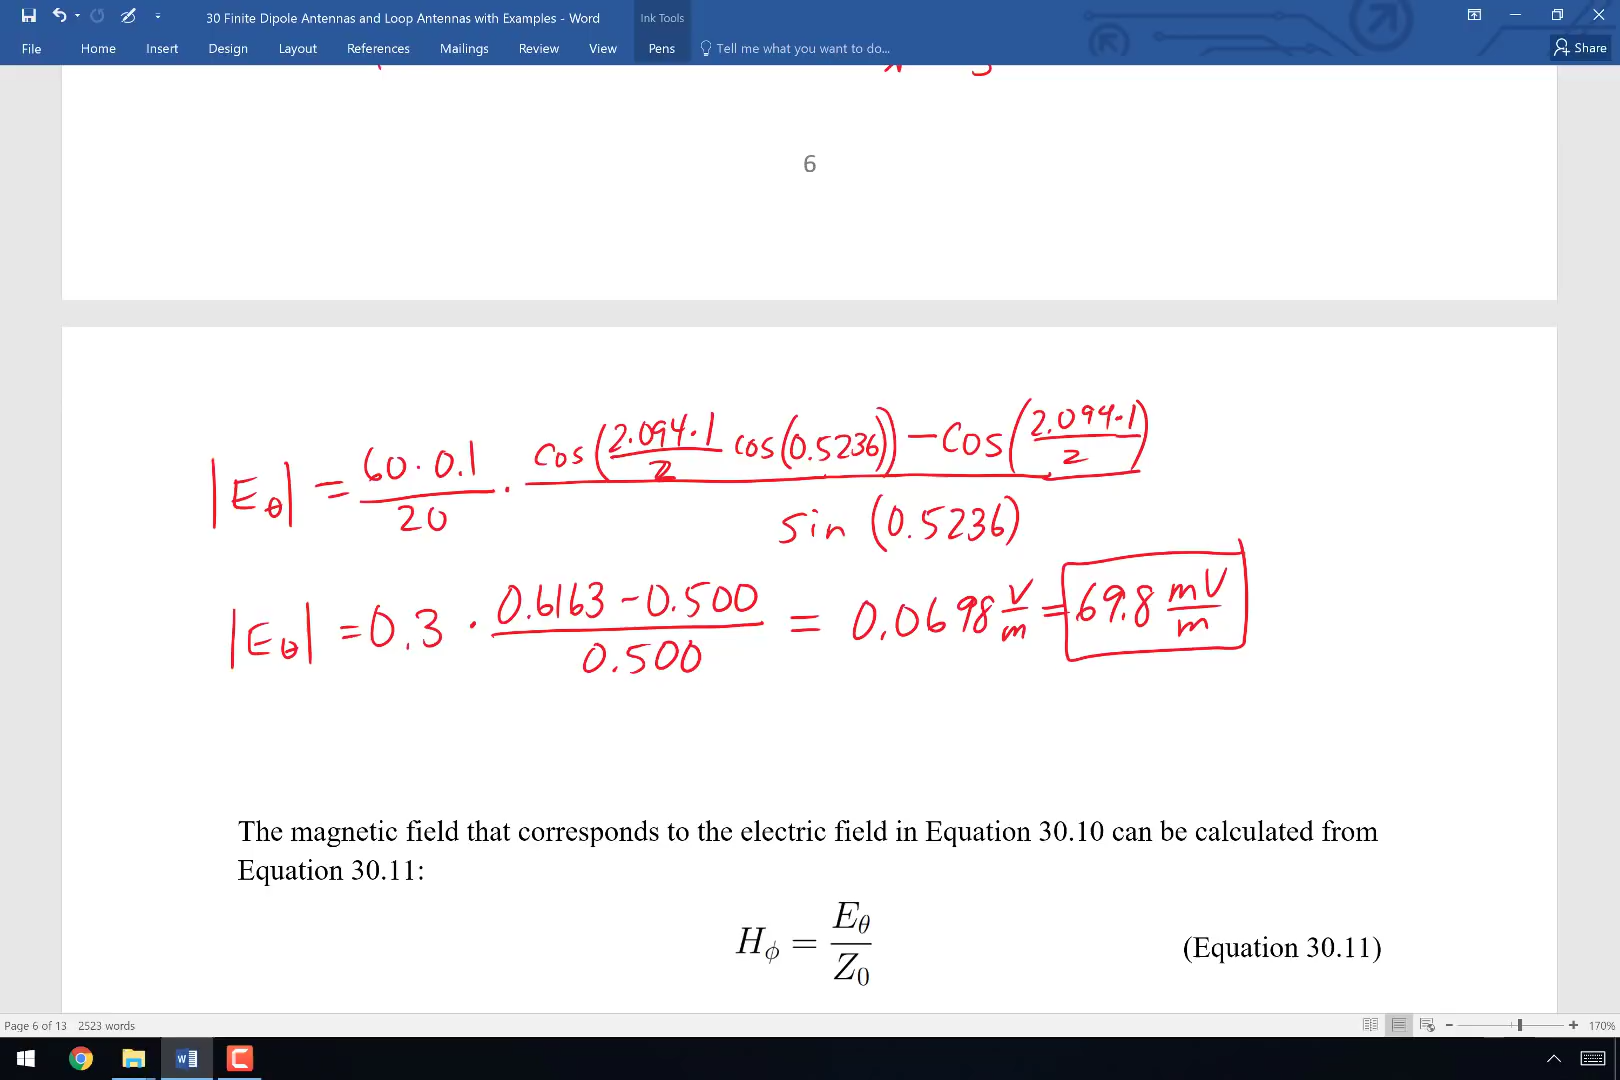 30 Finite Dipole Antennas and Loop Antennas with Examples - Word
Ink Tools
File Home Insert Design Layout References Mailings Review View Pens Tell me what you want to do... Share
6
|Eθ| = 60 · 0.1 / 20 · cos(2.094·1 / 2 cos(0.5236)) - cos(2.094·1 / 2) / sin(0.5236)
|Eθ| = 0.3 · 0.6163 - 0.500 / 0.500 = 0.0698 V/m = 69.8 mV/m
The magnetic field that corresponds to the electric field in Equation 30.10 can be calculated from
Equation 30.11:
Hϕ = Eθ / Z0 (Equation 30.11)
Page 6 of 13 2523 words
170%